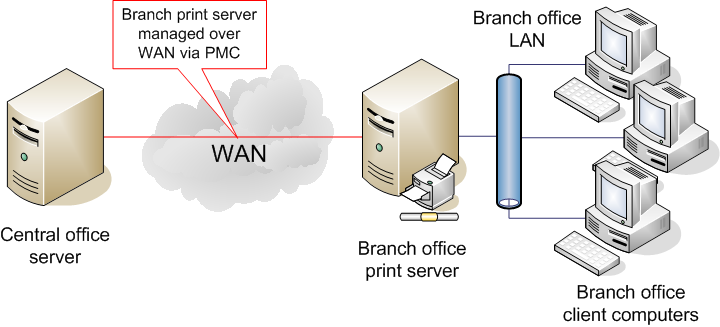 Branch print server
managed over
WAN via PMC
Branch office
LAN
WAN
Central office
server
Branch office
print server
Branch office
client computers